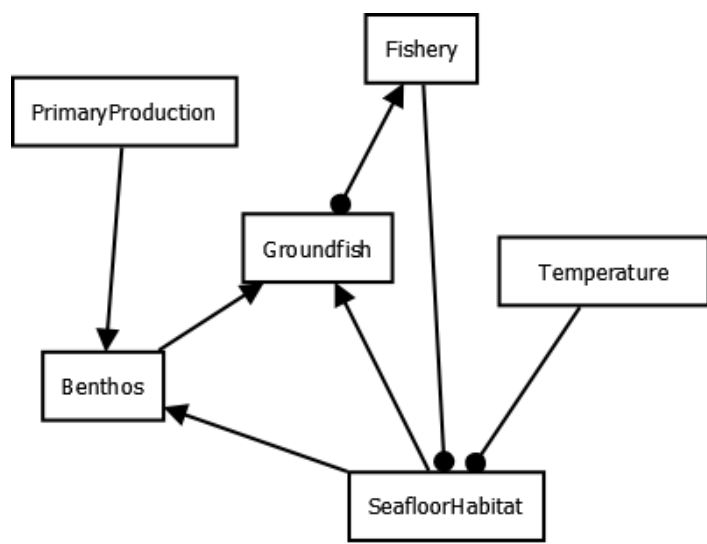 Fishery
PrimaryProduction
Groundfish
Temperature
Benthos
SeafloorHabitat